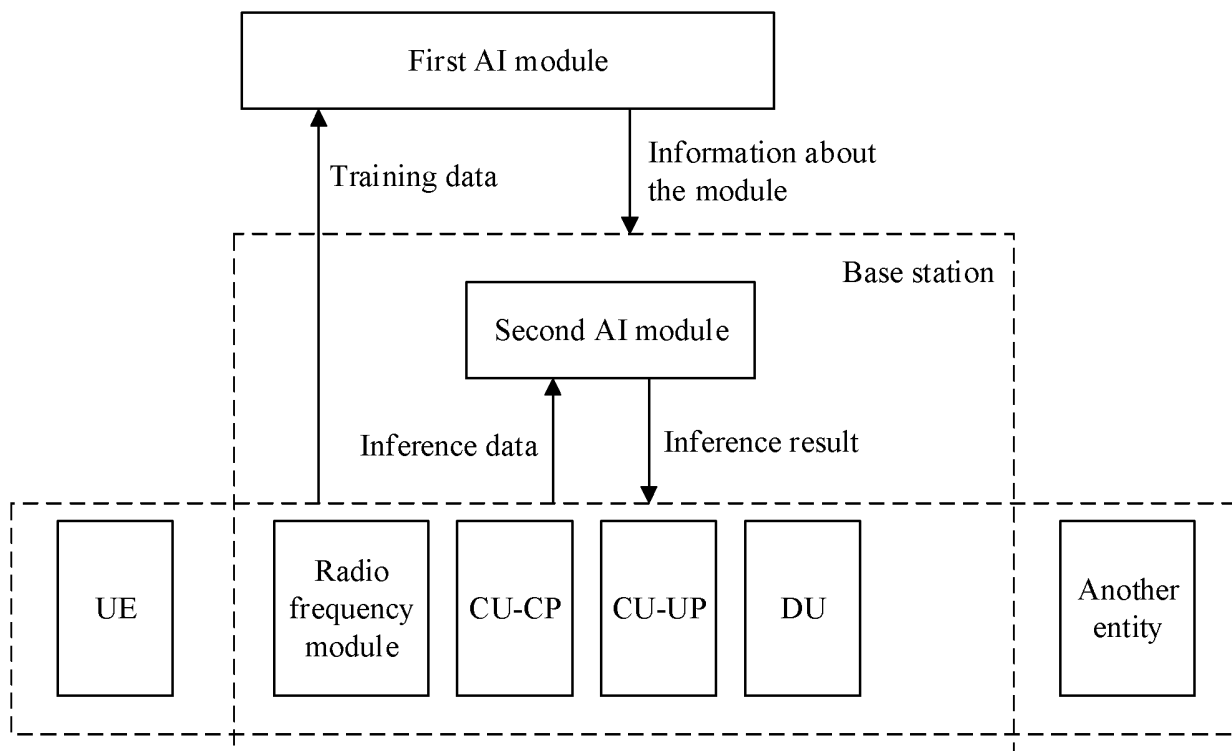 First AI module
Training data
Information about
the module
Base station
Second AI module
Inference data
Inference result
UE
Radio
frequency
module
CU-CP
CU-UP
DU
Another
entity